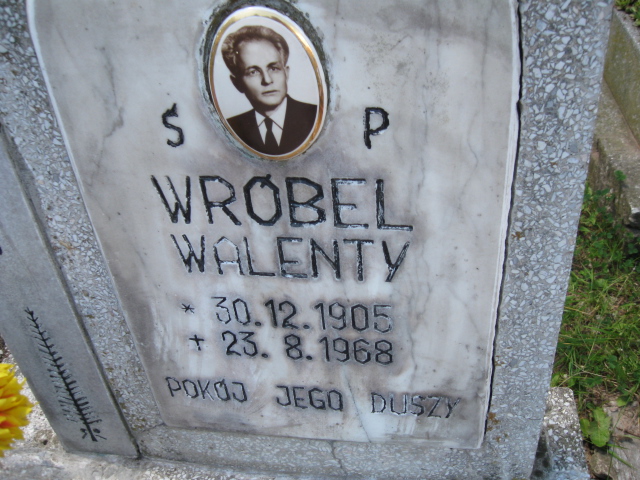 Ś P
WRÓBEL
WALENTY
* 30.12.1905
+ 23.8.1968
POKÓJ JEGO DUSZY